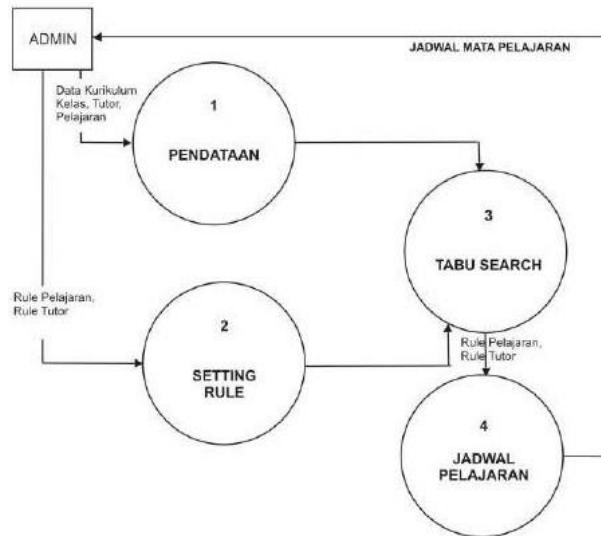 ADMIN
JADWAL MATA PELAJARAN
Data Kurikulum
Kelas, Tutor,
Pelajaran
1
PENDATAAN
3
TABU SEARCH
Rule Pelajaran,
Rule Tutor
2
SETTING
RULE
Rule Pelajaran,
Rule Tutor
4
JADWAL
PELAJARAN